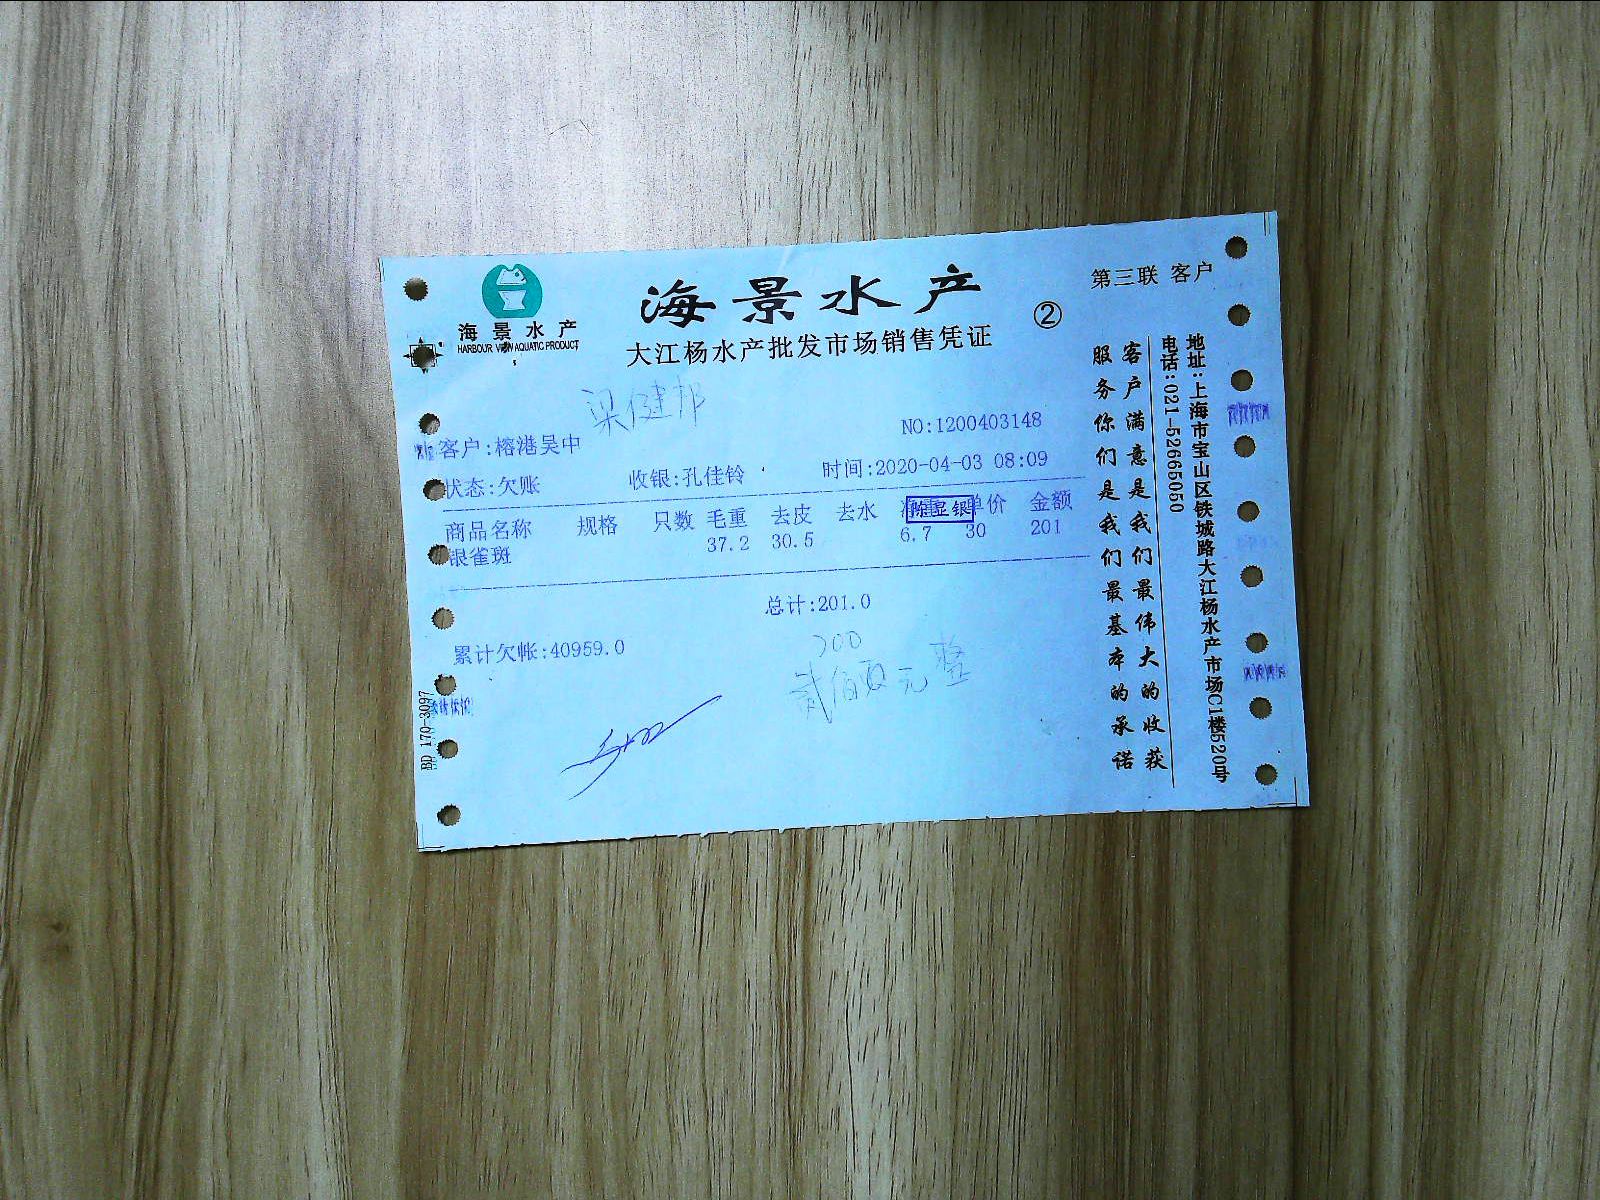 海景水产
HARBOUR VIEW AQUATIC PRODUCT
海景水产
大江杨水产批发市场销售凭证
②
第三联 客户
梁健邦
客户:榕港吴中
NO:1200403148
状态:欠账 收银:孔佳铃 时间:2020-04-03 08:09
商品名称 规格 只数 毛重 去皮 去水 单价 金额
银雀斑 37.2 30.5 6.7 30 201
陈显银
总计:201.0
累计欠帐:40959.0
200
贰佰 元整
客户满意是我们最伟大的收获
服务你们是我们最基本的承诺
地址:上海市宝山区铁城路大江杨水产市场C1楼520号
电话:021-52665050
BD 170-3097